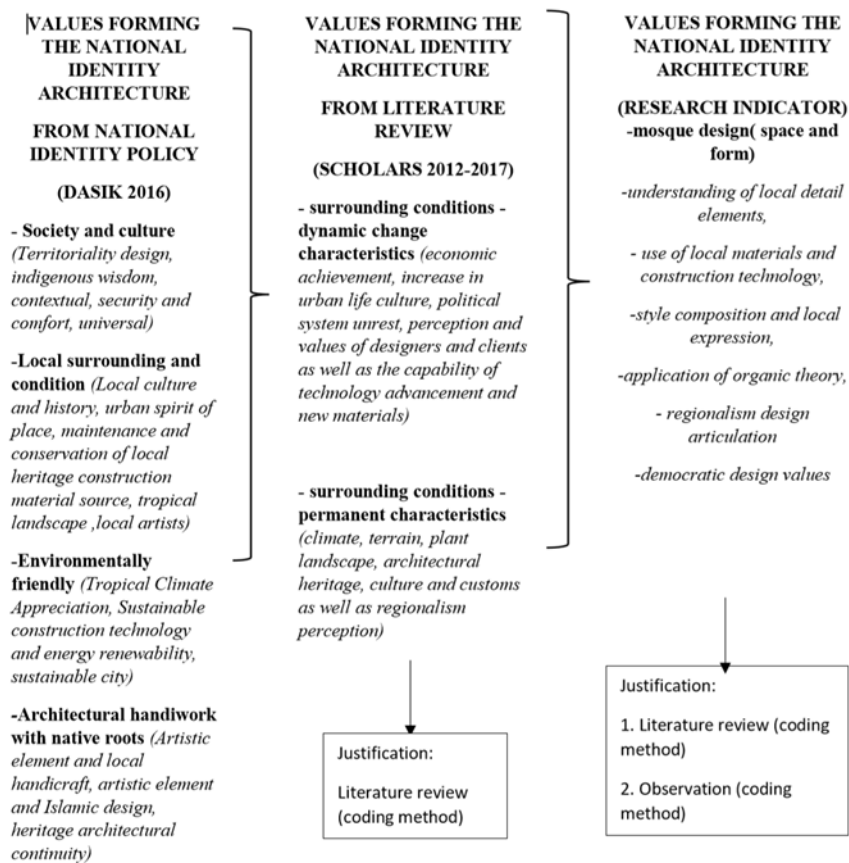 VALUES FORMING
THE NATIONAL
IDENTITY
ARCHITECTURE
FROM NATIONAL
IDENTITY POLICY
(DASIK 2016)
- Society and culture
(Territoriality design,
indigenous wisdom,
contextual, security and
comfort, universal)
-Local surrounding and
condition (Local culture
and history, urban spirit of
place, maintenance and
conservation of local
heritage construction
material source, tropical
landscape ,local artists)
-Environmentally
friendly (Tropical Climate
Appreciation, Sustainable
construction technology
and energy renewability,
sustainable city)
-Architectural handiwork
with native roots (Artistic
element and local
handicraft, artistic element
and Islamic design,
heritage architectural
continuity)
VALUES FORMING THE
NATIONAL IDENTITY
ARCHITECTURE
FROM LITERATURE
REVIEW
(SCHOLARS 2012-2017)
- surrounding conditions -
dynamic change
characteristics (economic
achievement, increase in
urban life culture, political
system unrest, perception and
values of designers and clients
as well as the capability of
technology advancement and
new materials)
- surrounding conditions -
permanent characteristics
(climate, terrain, plant
landscape, architectural
heritage, culture and customs
as well as regionalism
perception)
Justification:
Literature review
(coding method)
VALUES FORMING THE
NATIONAL IDENTITY
ARCHITECTURE
(RESEARCH INDICATOR)
-mosque design( space and
form)
-understanding of local detail
elements,
- use of local materials and
construction technology,
-style composition and local
expression,
-application of organic theory,
- regionalism design
articulation
-democratic design values
Justification:
1. Literature review (coding
method)
2. Observation (coding
method)